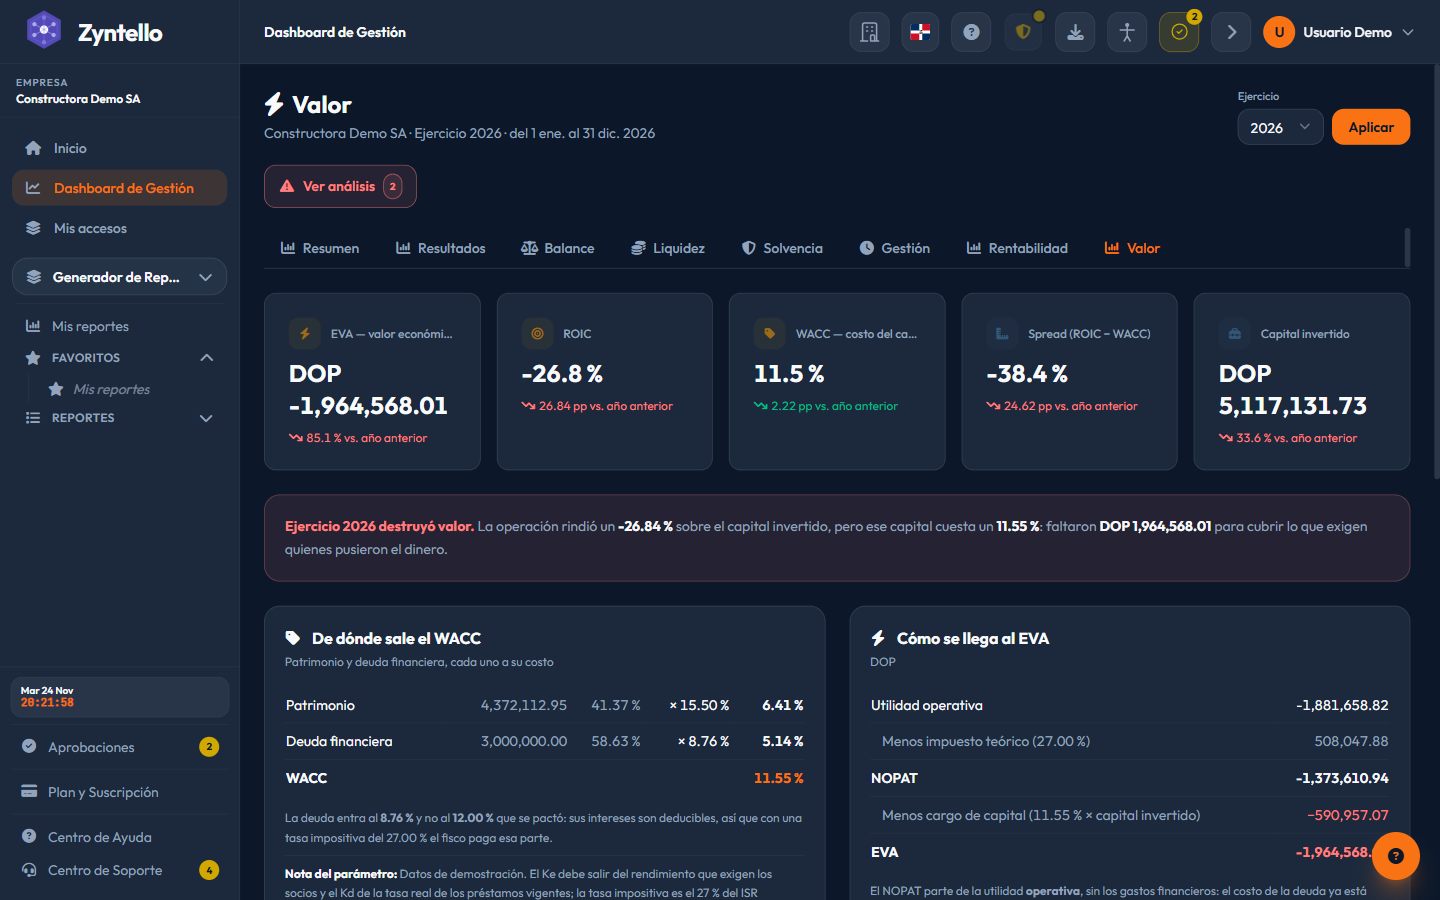 Zyntello
Dashboard de Gestión
2
U
Usuario Demo
EMPRESA
Constructora Demo SA
Inicio
Dashboard de Gestión
Mis accesos
Generador de Rep...
Mis reportes
FAVORITOS
Mis reportes
REPORTES
Mar 24 Nov
20:21:58
Aprobaciones
2
Plan y Suscripción
Centro de Ayuda
Centro de Soporte
4
Valor
Constructora Demo SA · Ejercicio 2026 · del 1 ene. al 31 dic. 2026
Ejercicio
2026
Aplicar
Ver análisis 2
Resumen
Resultados
Balance
Liquidez
Solvencia
Gestión
Rentabilidad
Valor
EVA — valor económi...
DOP
-1,964,568.01
85.1 % vs. año anterior
ROIC
-26.8 %
26.84 pp vs. año anterior
WACC — costo del ca...
11.5 %
2.22 pp vs. año anterior
Spread (ROIC − WACC)
-38.4 %
24.62 pp vs. año anterior
Capital invertido
DOP
5,117,131.73
33.6 % vs. año anterior
Ejercicio 2026 destruyó valor. La operación rindió un -26.84 % sobre el capital invertido, pero ese capital cuesta un 11.55 %: faltaron DOP 1,964,568.01 para cubrir lo que exigen
quienes pusieron el dinero.
De dónde sale el WACC
Patrimonio y deuda financiera, cada uno a su costo
Patrimonio 4,372,112.95 41.37 % × 15.50 % 6.41 %
Deuda financiera 3,000,000.00 58.63 % × 8.76 % 5.14 %
WACC 11.55 %
La deuda entra al 8.76 % y no al 12.00 % que se pactó: sus intereses son deducibles, así que con una
tasa impositiva del 27.00 % el fisco paga esa parte.
Nota del parámetro: Datos de demostración. El Ke debe salir del rendimiento que exigen los
socios y el Kd de la tasa real de los préstamos vigentes; la tasa impositiva es el 27 % del ISR
Cómo se llega al EVA
DOP
Utilidad operativa -1,881,658.82
Menos impuesto teórico (27.00 %) 508,047.88
NOPAT -1,373,610.94
Menos cargo de capital (11.55 % × capital invertido) −590,957.07
EVA -1,964,568.
El NOPAT parte de la utilidad operativa, sin los gastos financieros: el costo de la deuda ya está